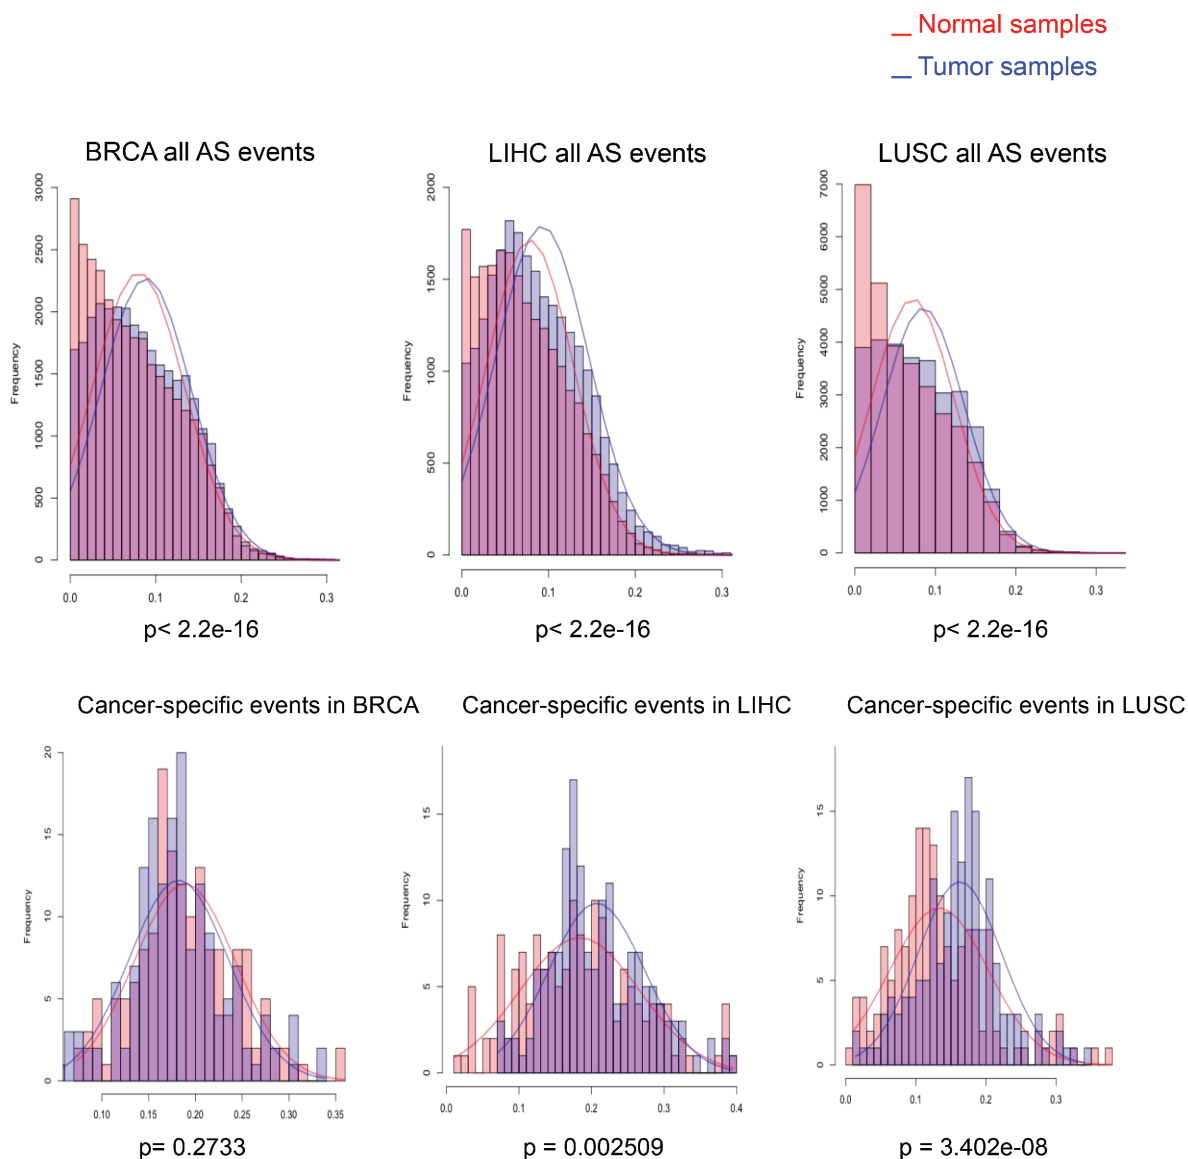 Normal samples
Tumor samples
BRCA all AS events
LIHC all AS events
LUSC all AS events
Frequency
3000
2500
2000
1500
1000
500
0
0.0 0.1 0.2 0.3
Frequency
2000
1500
1000
500
0
0.0 0.1 0.2 0.3
Frequency
7000
6000
5000
4000
3000
2000
1000
0
0.0 0.1 0.2 0.3
p< 2.2e-16
p< 2.2e-16
p< 2.2e-16
Cancer-specific events in BRCA
Cancer-specific events in LIHC
Cancer-specific events in LUSC
Frequency
20
15
10
5
0
0.10 0.15 0.20 0.25 0.30 0.35
Frequency
15
10
5
0
0.0 0.1 0.2 0.3 0.4
Frequency
15
10
5
0
0.0 0.1 0.2 0.3
p= 0.2733
p = 0.002509
p = 3.402e-08